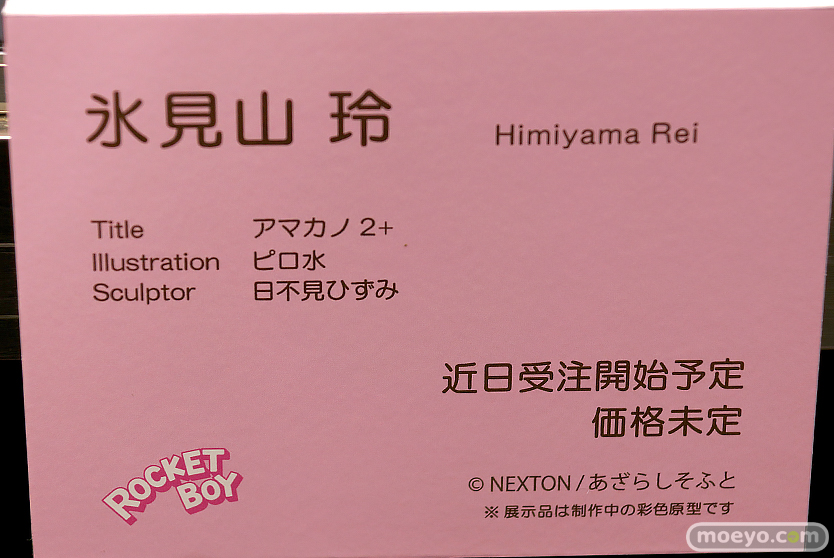 氷見山 玲 Himiyama Rei
Title アマカノ 2+
Illustration ピロ水
Sculptor 日不見ひずみ
近日受注開始予定
価格未定
ROCKET
BOY
© NEXTON / あざらしそふと
※ 展示品は制作中の彩色原型です
moeyo.com